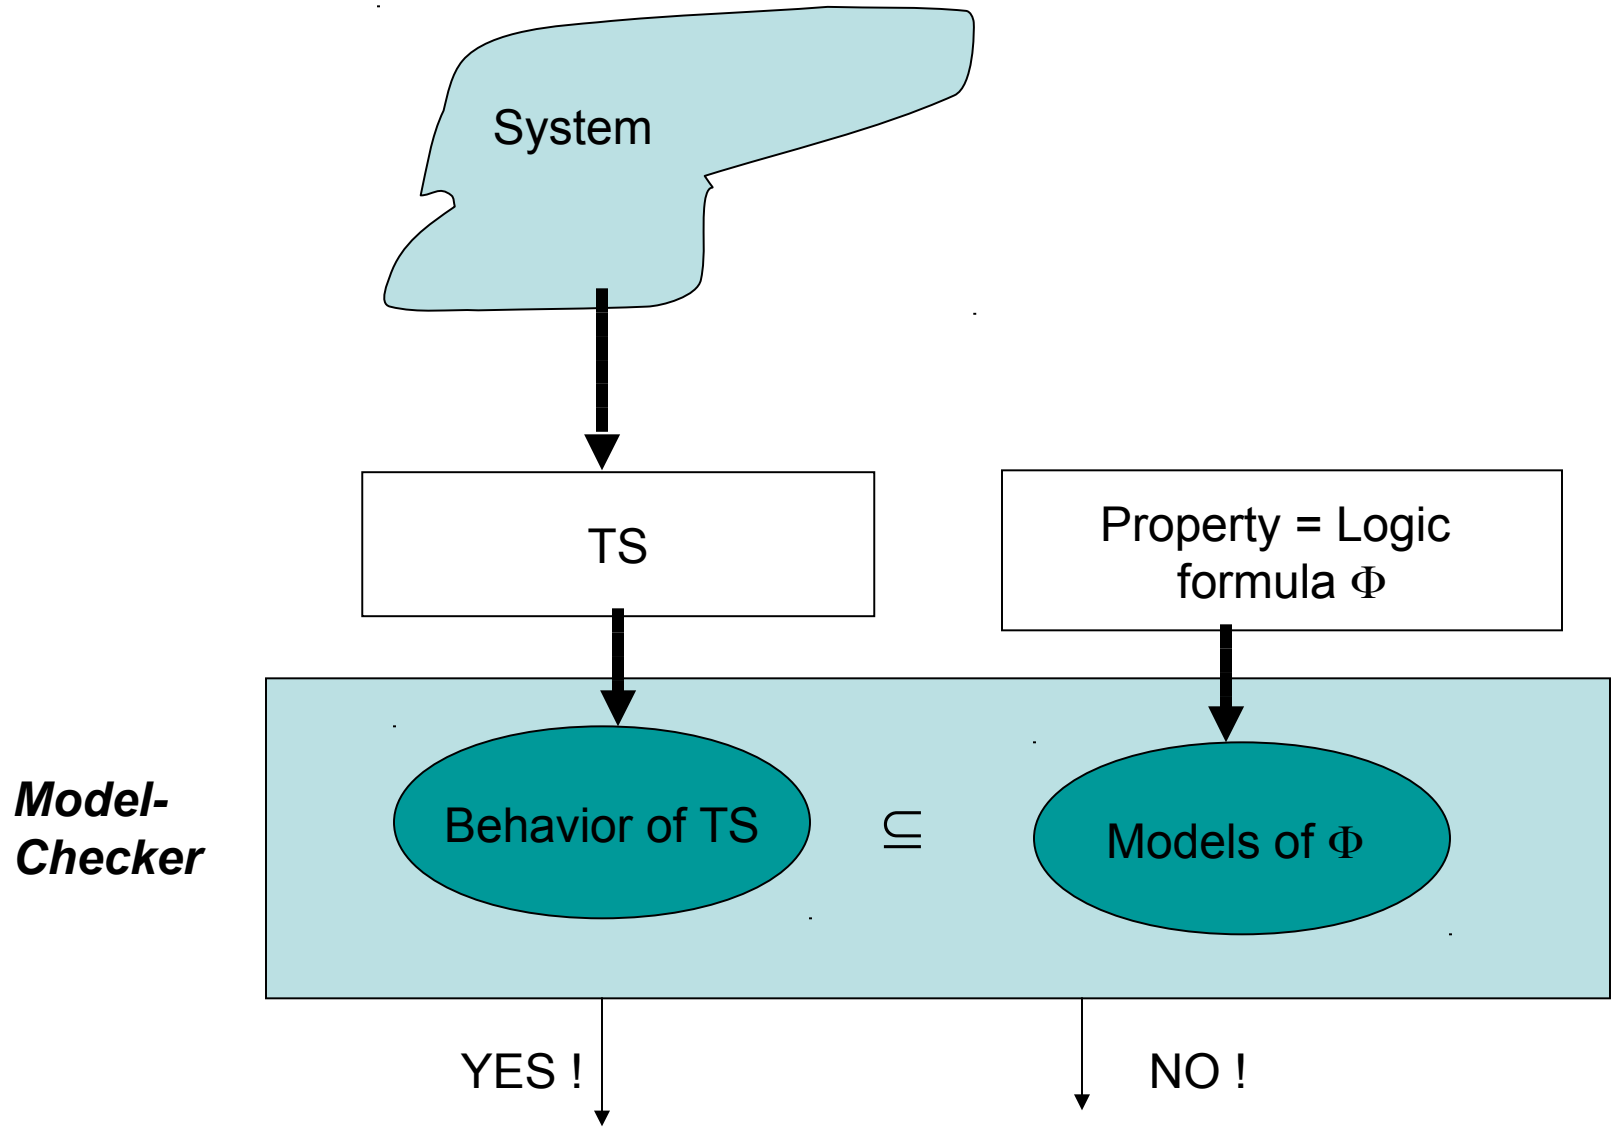 System
TS
Property = Logic
formula Φ
Model-
Checker
Behavior of TS
⊆
Models of Φ
YES !
NO !